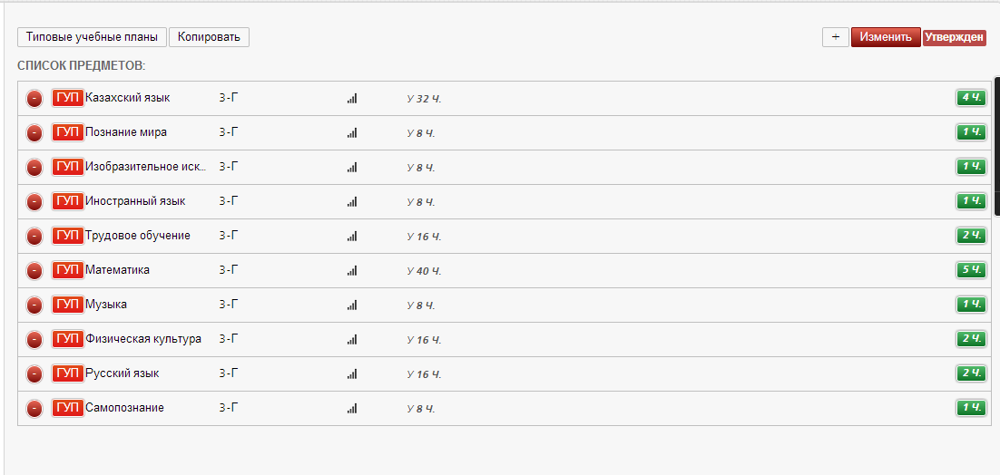 Типовые учебные планы Копировать + Изменить Утвержден
СПИСОК ПРЕДМЕТОВ:
- ГУП Казахский язык 3-Г У 32 Ч. 4 Ч.
- ГУП Познание мира 3-Г У 8 Ч. 1 Ч.
- ГУП Изобразительное иск... 3-Г У 8 Ч. 1 Ч.
- ГУП Иностранный язык 3-Г У 8 Ч. 1 Ч.
- ГУП Трудовое обучение 3-Г У 16 Ч. 2 Ч.
- ГУП Математика 3-Г У 40 Ч. 5 Ч.
- ГУП Музыка 3-Г У 8 Ч. 1 Ч.
- ГУП Физическая культура 3-Г У 16 Ч. 2 Ч.
- ГУП Русский язык 3-Г У 16 Ч. 2 Ч.
- ГУП Самопознание 3-Г У 8 Ч. 1 Ч.